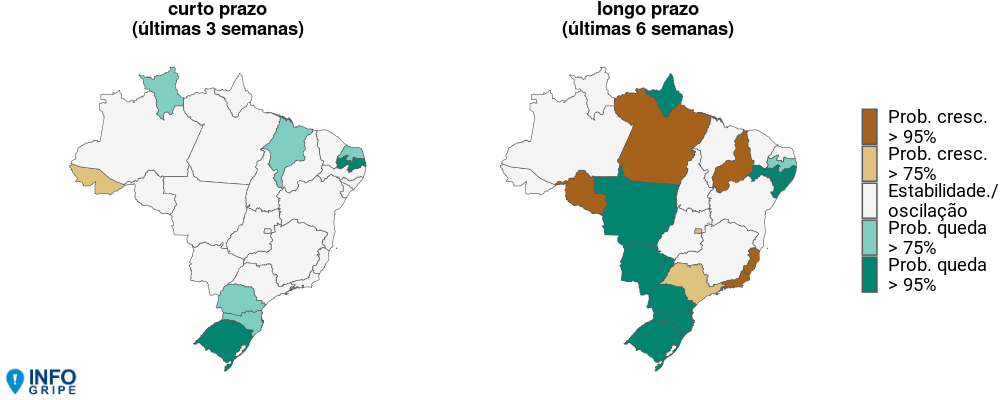 curto prazo
(últimas 3 semanas)
longo prazo
(últimas 6 semanas)
Prob. cresc.
> 95%
Prob. cresc.
> 75%
Estabilidade./
oscilação
Prob. queda
> 75%
Prob. queda
> 95%
INFO
GRIPE